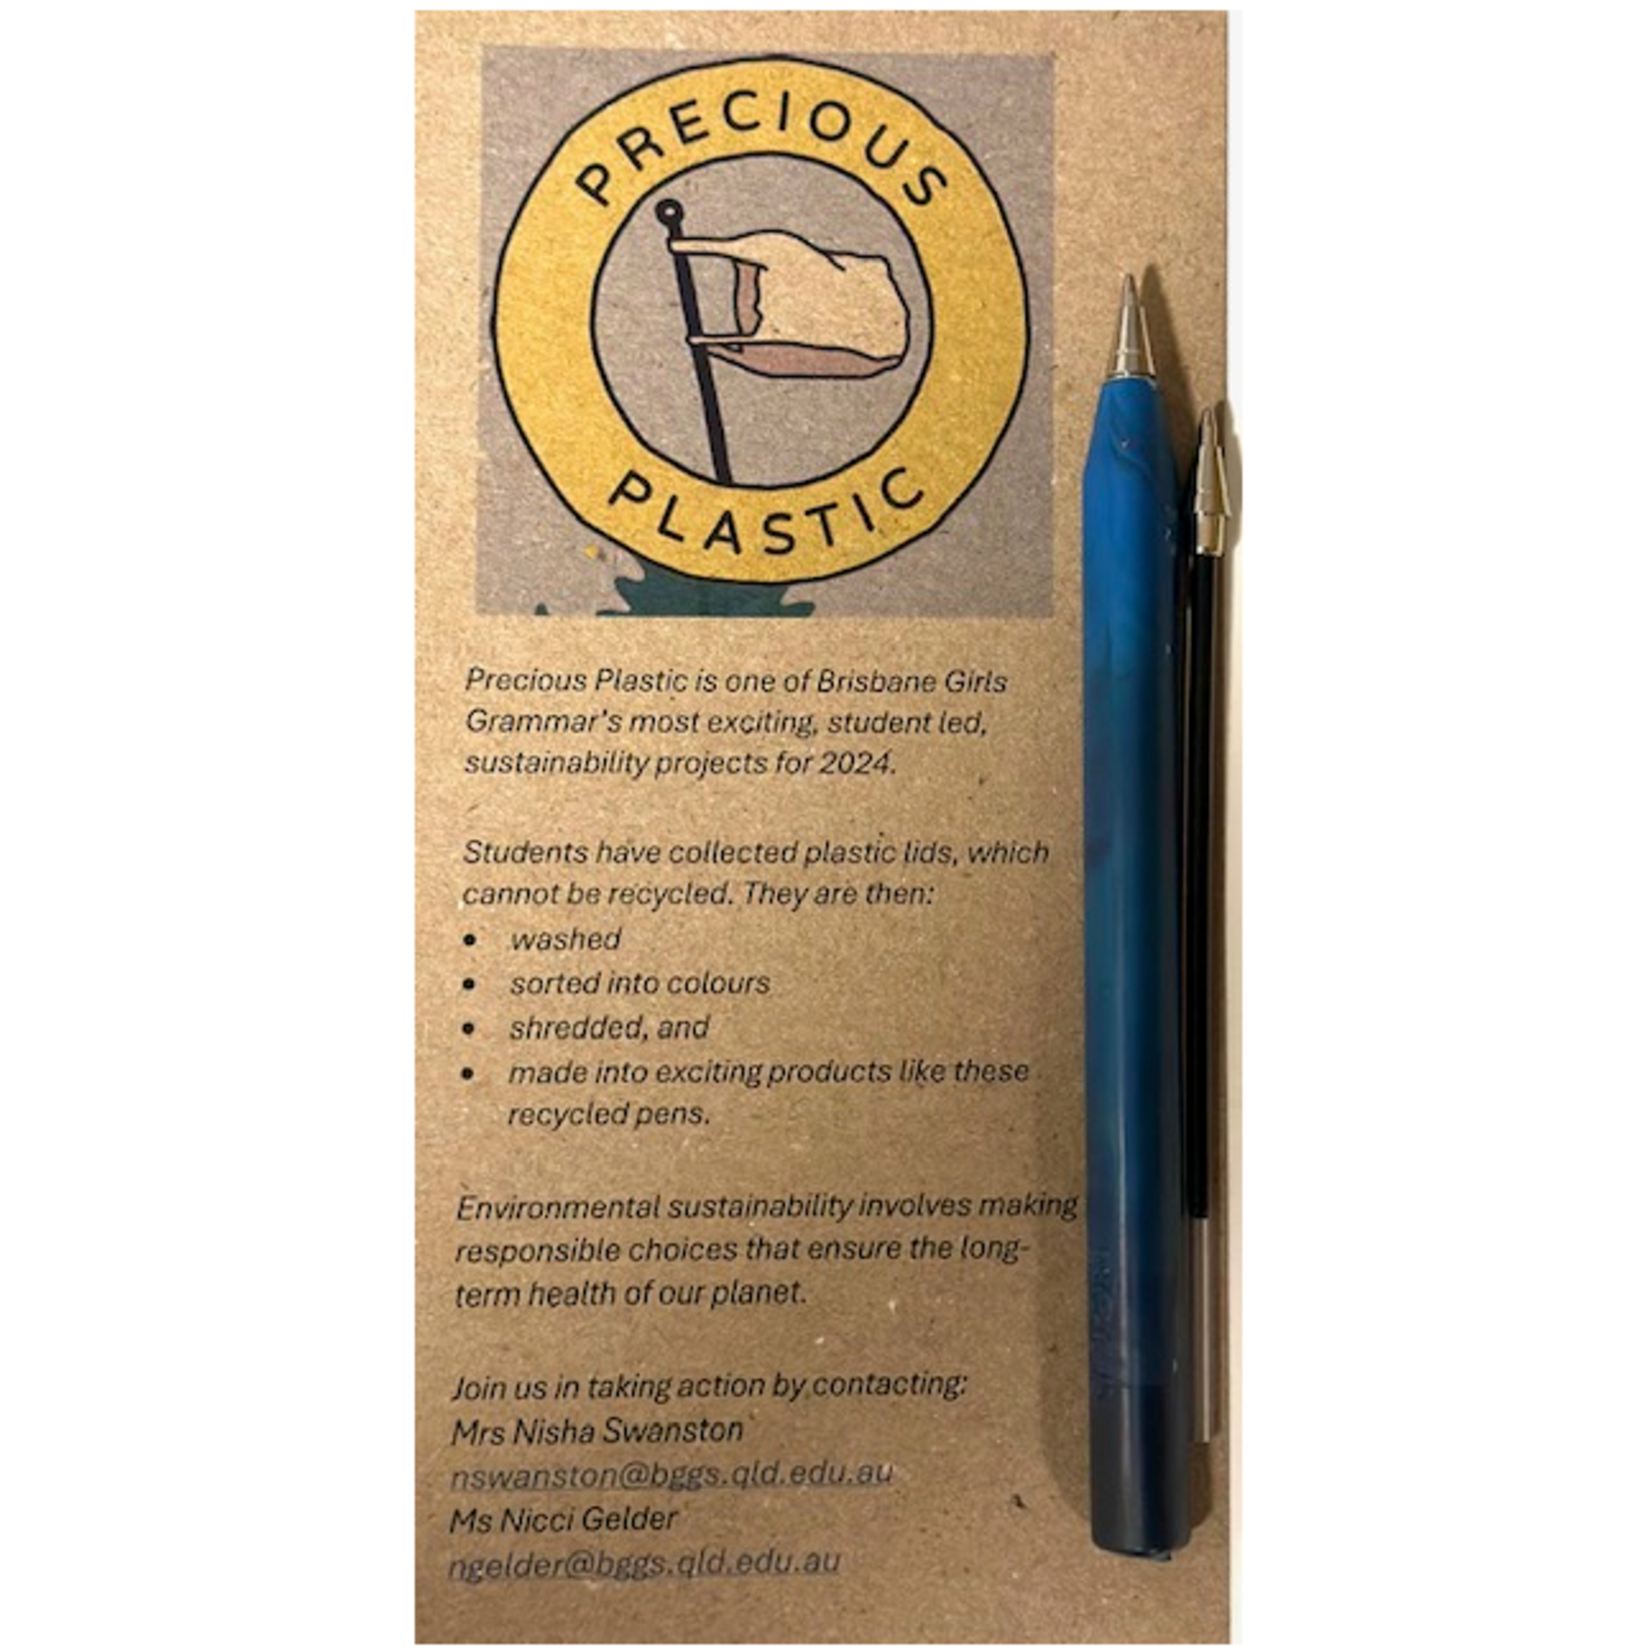 PRECIOUS
PLASTIC
Precious Plastic is one of Brisbane Girls
Grammar's most exciting, student led,
sustainability projects for 2024.
Students have collected plastic lids, which
cannot be recycled. They are then:
• washed
• sorted into colours
• shredded, and
• made into exciting products like these
recycled pens.
Environmental sustainability involves making
responsible choices that ensure the long-
term health of our planet.
Join us in taking action by contacting:
Mrs Nisha Swanston
nswanston@bggs.qld.edu.au
Ms Nicci Gelder
ngelder@bggs.qld.edu.au